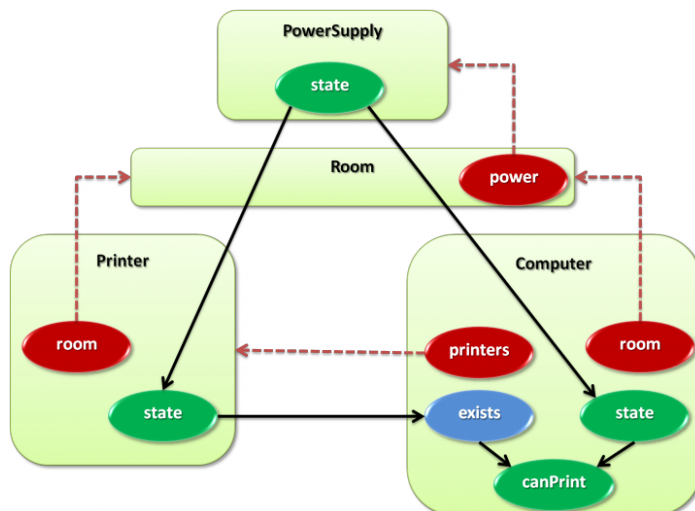 PowerSupply
state
Room
power
Printer
Computer
room
printers
room
state
exists
state
canPrint